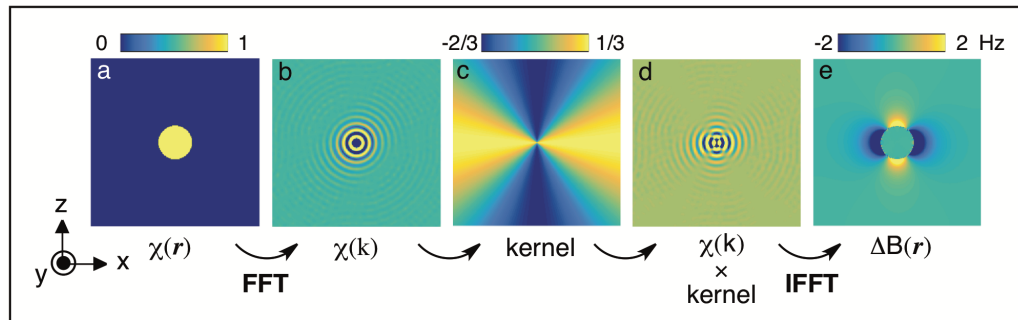 0 1 -2/3 1/3 -2 2 Hz
a b c d e
z
y x
χ(r) χ(k) kernel χ(k) ΔB(r)
FFT × IFFT
kernel